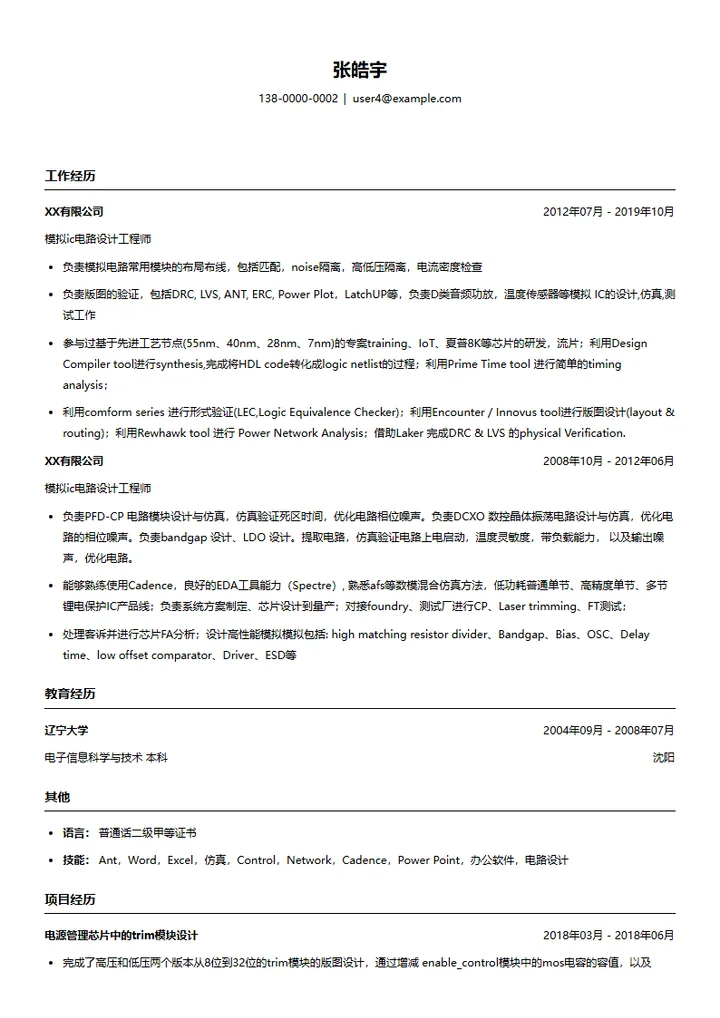 张皓宇
138-0000-0002 | user4@example.com
工作经历
XX有限公司 2012年07月 - 2019年10月
模拟ic电路设计工程师
• 负责模拟电路常用模块的布局布线，包括匹配，noise隔离，高低压隔离，电流密度检查
• 负责版图的验证，包括DRC, LVS, ANT, ERC, Power Plot，LatchUP等，负责D类音频功放，温度传感器等模拟 IC的设计,仿真,测
试工作
• 参与过基于先进工艺节点(55nm、40nm、28nm、7nm)的专案training、IoT、夏普8K等芯片的研发，流片；利用Design
Compiler tool进行synthesis,完成将HDL code转化成logic netlist的过程；利用Prime Time tool 进行简单的timing
analysis；
• 利用comform series 进行形式验证(LEC,Logic Equivalence Checker)；利用Encounter / Innovus tool进行版图设计(layout &
routing)；利用Rewhawk tool 进行 Power Network Analysis；借助Laker 完成DRC & LVS 的physical Verification.
XX有限公司 2008年10月 - 2012年06月
模拟ic电路设计工程师
• 负责PFD-CP 电路模块设计与仿真，仿真验证死区时间，优化电路相位噪声。负责DCXO 数控晶体振荡电路设计与仿真，优化电
路的相位噪声。负责bandgap 设计、LDO 设计。提取电路，仿真验证电路上电启动，温度灵敏度，带负载能力， 以及输出噪
声，优化电路。
• 能够熟练使用Cadence，良好的EDA工具能力（Spectre）, 熟悉afs等数模混合仿真方法，低功耗普通单节、高精度单节、多节
锂电保护IC产品线；负责系统方案制定、芯片设计到量产；对接foundry、测试厂进行CP、Laser trimming、FT测试；
• 处理客诉并进行芯片FA分析；设计高性能模拟模拟包括: high matching resistor divider、Bandgap、Bias、OSC、Delay
time、low offset comparator、Driver、ESD等
教育经历
辽宁大学 2004年09月 - 2008年07月
电子信息科学与技术 本科 沈阳
其他
• 语言： 普通话二级甲等证书
• 技能： Ant，Word，Excel，仿真，Control，Network，Cadence，Power Point，办公软件，电路设计
项目经历
电源管理芯片中的trim模块设计 2018年03月 - 2018年06月
• 完成了高压和低压两个版本从8位到32位的trim模块的版图设计，通过增减 enable_control模块中的mos电容的容值，以及